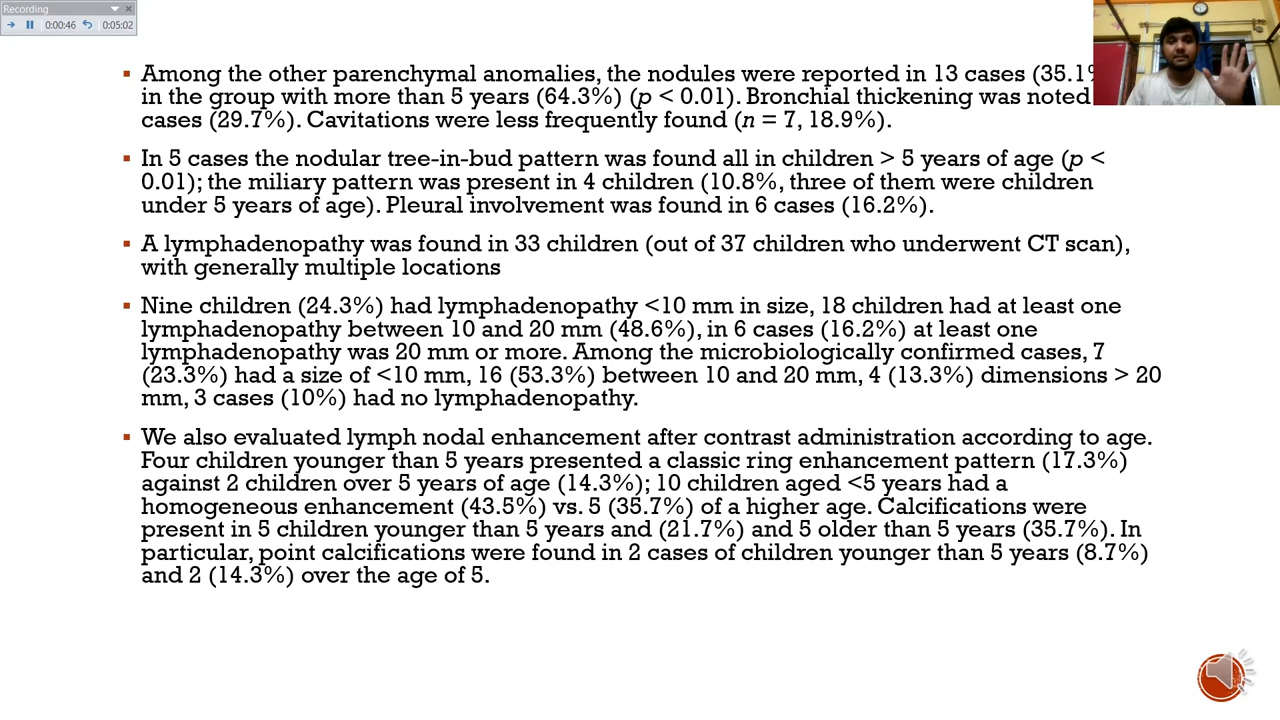 Recording
0:00:46
0:05:02
▪ Among the other parenchymal anomalies, the nodules were reported in 13 cases (35.1%
in the group with more than 5 years (64.3%) (p < 0.01). Bronchial thickening was noted
cases (29.7%). Cavitations were less frequently found (n = 7, 18.9%).
▪ In 5 cases the nodular tree-in-bud pattern was found all in children > 5 years of age (p <
0.01); the miliary pattern was present in 4 children (10.8%, three of them were children
under 5 years of age). Pleural involvement was found in 6 cases (16.2%).
▪ A lymphadenopathy was found in 33 children (out of 37 children who underwent CT scan),
with generally multiple locations
▪ Nine children (24.3%) had lymphadenopathy <10 mm in size, 18 children had at least one
lymphadenopathy between 10 and 20 mm (48.6%), in 6 cases (16.2%) at least one
lymphadenopathy was 20 mm or more. Among the microbiologically confirmed cases, 7
(23.3%) had a size of <10 mm, 16 (53.3%) between 10 and 20 mm, 4 (13.3%) dimensions > 20
mm, 3 cases (10%) had no lymphadenopathy.
▪ We also evaluated lymph nodal enhancement after contrast administration according to age.
Four children younger than 5 years presented a classic ring enhancement pattern (17.3%)
against 2 children over 5 years of age (14.3%); 10 children aged <5 years had a
homogeneous enhancement (43.5%) vs. 5 (35.7%) of a higher age. Calcifications were
present in 5 children younger than 5 years and (21.7%) and 5 older than 5 years (35.7%). In
particular, point calcifications were found in 2 cases of children younger than 5 years (8.7%)
and 2 (14.3%) over the age of 5.